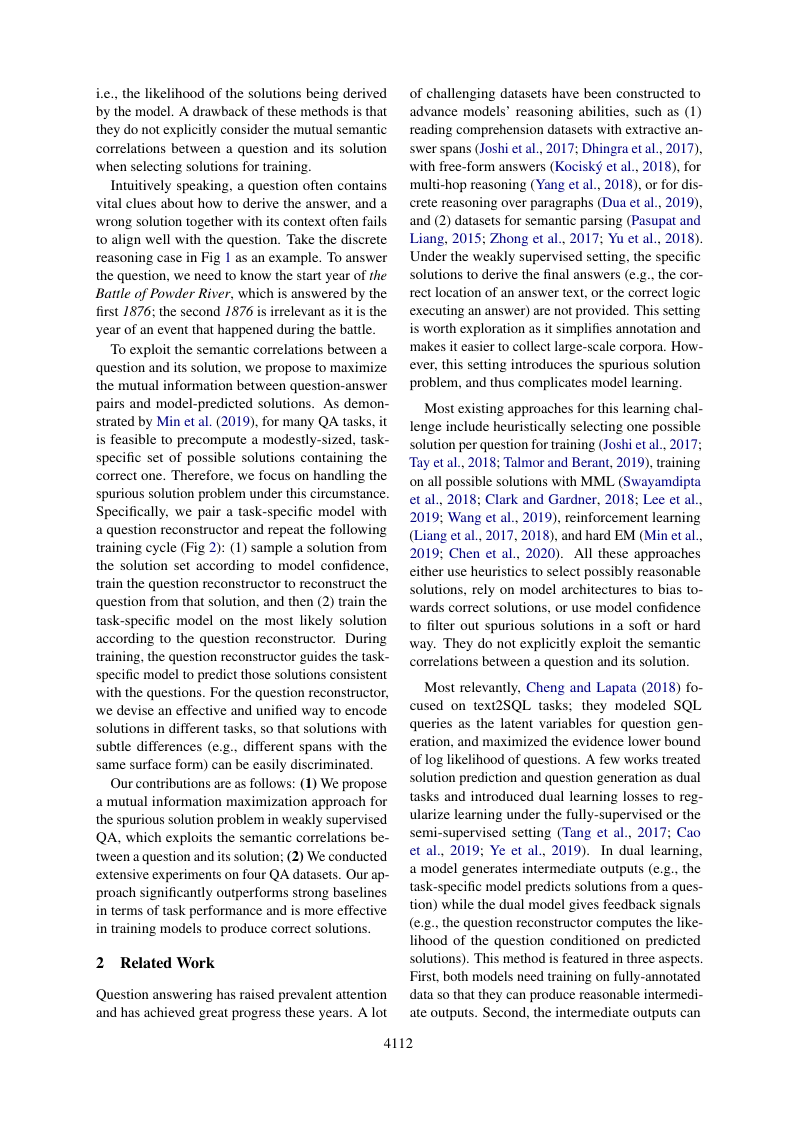 i.e., the likelihood of the solutions being derived
by the model. A drawback of these methods is that
they do not explicitly consider the mutual semantic
correlations between a question and its solution
when selecting solutions for training.
Intuitively speaking, a question often contains
vital clues about how to derive the answer, and a
wrong solution together with its context often fails
to align well with the question. Take the discrete
reasoning case in Fig 1 as an example. To answer
the question, we need to know the start year of the
Battle of Powder River, which is answered by the
first 1876; the second 1876 is irrelevant as it is the
year of an event that happened during the battle.
To exploit the semantic correlations between a
question and its solution, we propose to maximize
the mutual information between question-answer
pairs and model-predicted solutions. As demon-
strated by Min et al. (2019), for many QA tasks, it
is feasible to precompute a modestly-sized, task-
specific set of possible solutions containing the
correct one. Therefore, we focus on handling the
spurious solution problem under this circumstance.
Specifically, we pair a task-specific model with
a question reconstructor and repeat the following
training cycle (Fig 2): (1) sample a solution from
the solution set according to model confidence,
train the question reconstructor to reconstruct the
question from that solution, and then (2) train the
task-specific model on the most likely solution
according to the question reconstructor. During
training, the question reconstructor guides the task-
specific model to predict those solutions consistent
with the questions. For the question reconstructor,
we devise an effective and unified way to encode
solutions in different tasks, so that solutions with
subtle differences (e.g., different spans with the
same surface form) can be easily discriminated.
Our contributions are as follows: (1) We propose
a mutual information maximization approach for
the spurious solution problem in weakly supervised
QA, which exploits the semantic correlations be-
tween a question and its solution; (2) We conducted
extensive experiments on four QA datasets. Our ap-
proach significantly outperforms strong baselines
in terms of task performance and is more effective
in training models to produce correct solutions.
2 Related Work
Question answering has raised prevalent attention
and has achieved great progress these years. A lot
of challenging datasets have been constructed to
advance models' reasoning abilities, such as (1)
reading comprehension datasets with extractive an-
swer spans (Joshi et al., 2017; Dhingra et al., 2017),
with free-form answers (Kociský et al., 2018), for
multi-hop reasoning (Yang et al., 2018), or for dis-
crete reasoning over paragraphs (Dua et al., 2019),
and (2) datasets for semantic parsing (Pasupat and
Liang, 2015; Zhong et al., 2017; Yu et al., 2018).
Under the weakly supervised setting, the specific
solutions to derive the final answers (e.g., the cor-
rect location of an answer text, or the correct logic
executing an answer) are not provided. This setting
is worth exploration as it simplifies annotation and
makes it easier to collect large-scale corpora. How-
ever, this setting introduces the spurious solution
problem, and thus complicates model learning.
Most existing approaches for this learning chal-
lenge include heuristically selecting one possible
solution per question for training (Joshi et al., 2017;
Tay et al., 2018; Talmor and Berant, 2019), training
on all possible solutions with MML (Swayamdipta
et al., 2018; Clark and Gardner, 2018; Lee et al.,
2019; Wang et al., 2019), reinforcement learning
(Liang et al., 2017, 2018), and hard EM (Min et al.,
2019; Chen et al., 2020). All these approaches
either use heuristics to select possibly reasonable
solutions, rely on model architectures to bias to-
wards correct solutions, or use model confidence
to filter out spurious solutions in a soft or hard
way. They do not explicitly exploit the semantic
correlations between a question and its solution.
Most relevantly, Cheng and Lapata (2018) fo-
cused on text2SQL tasks; they modeled SQL
queries as the latent variables for question gen-
eration, and maximized the evidence lower bound
of log likelihood of questions. A few works treated
solution prediction and question generation as dual
tasks and introduced dual learning losses to reg-
ularize learning under the fully-supervised or the
semi-supervised setting (Tang et al., 2017; Cao
et al., 2019; Ye et al., 2019). In dual learning,
a model generates intermediate outputs (e.g., the
task-specific model predicts solutions from a ques-
tion) while the dual model gives feedback signals
(e.g., the question reconstructor computes the like-
lihood of the question conditioned on predicted
solutions). This method is featured in three aspects.
First, both models need training on fully-annotated
data so that they can produce reasonable intermedi-
ate outputs. Second, the intermediate outputs can
4112